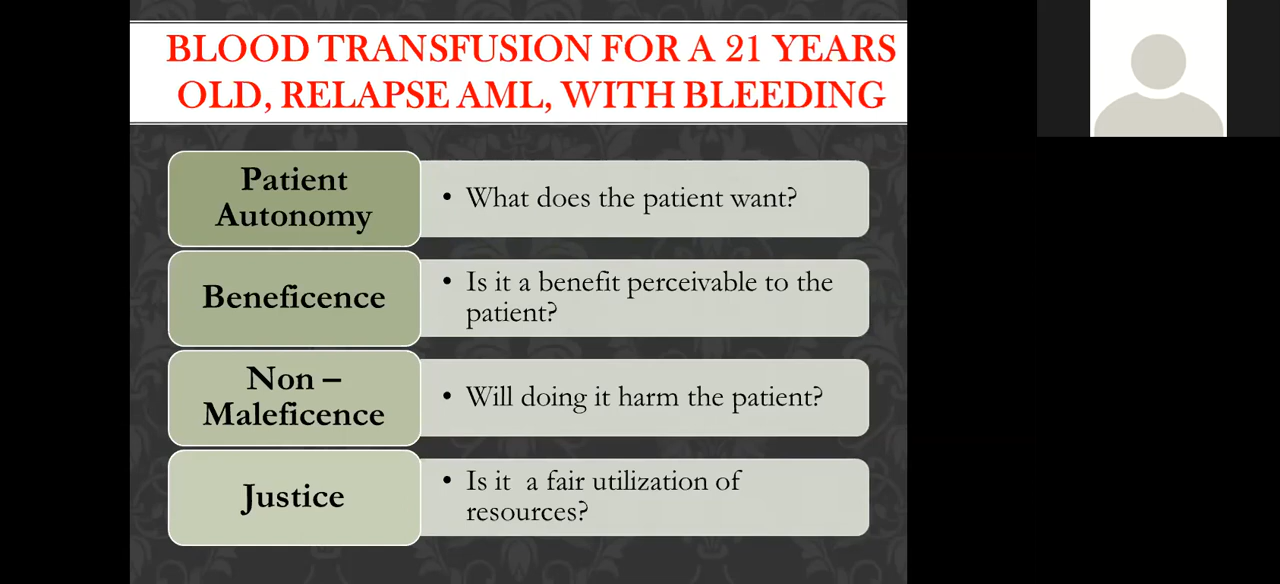 BLOOD TRANSFUSION FOR A 21 YEARS
OLD, RELAPSE AML, WITH BLEEDING
Patient
Autonomy
• What does the patient want?
Beneficence
• Is it a benefit perceivable to the
patient?
Non –
Maleficence
• Will doing it harm the patient?
Justice
• Is it a fair utilization of
resources?